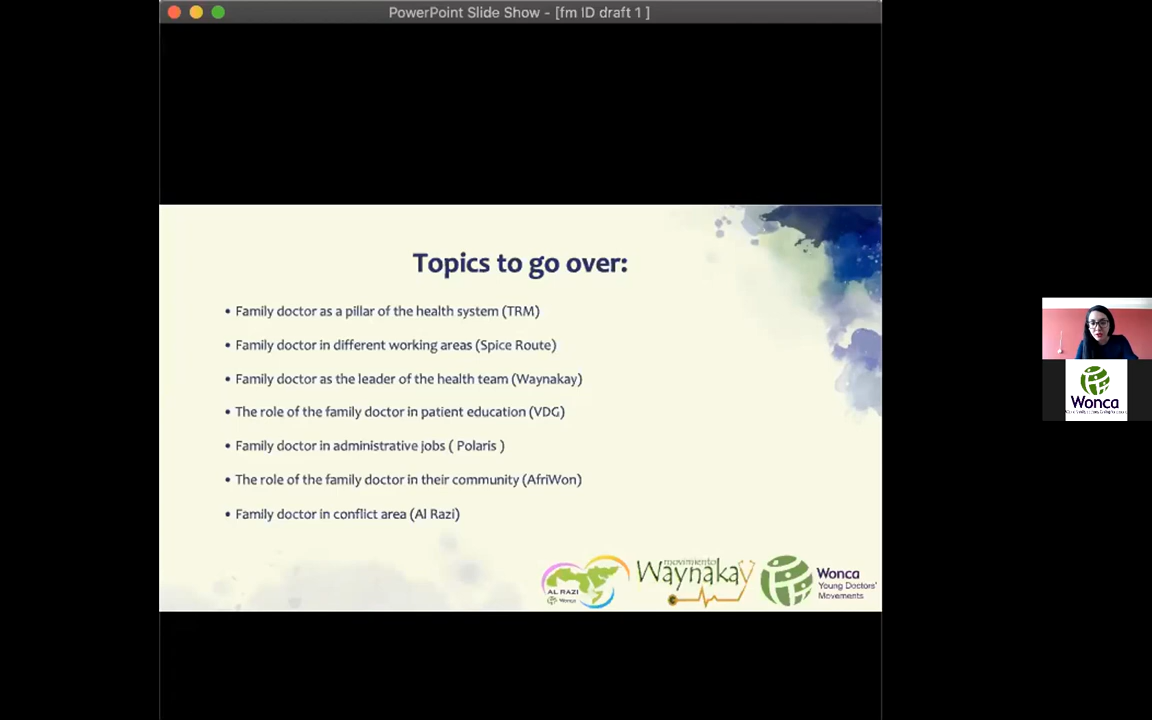 PowerPoint Slide Show - [fm ID draft 1 ]
Topics to go over:
• Family doctor as a pillar of the health system (TRM)
• Family doctor in different working areas (Spice Route)
• Family doctor as the leader of the health team (Waynakay)
• The role of the family doctor in patient education (VDG)
• Family doctor in administrative jobs ( Polaris )
• The role of the family doctor in their community (AfriWon)
• Family doctor in conflict area (Al Razi)
AL RAZI
Wonca
movimiento
Waynakay
Wonca
Young Doctors'
Movements
Wonca